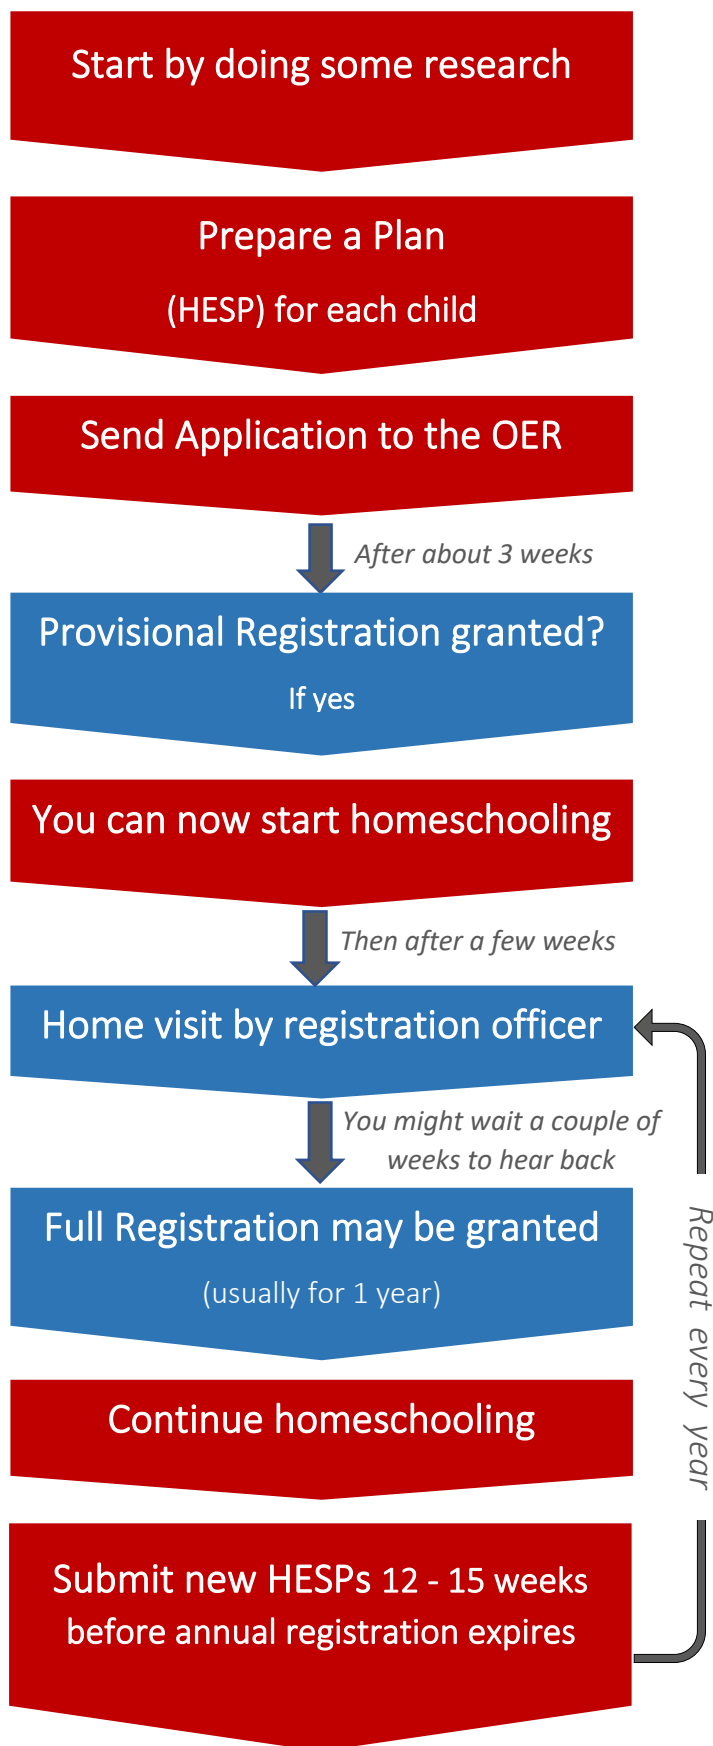 Start by doing some research
Prepare a Plan
(HESP) for each child
Send Application to the OER
After about 3 weeks
Provisional Registration granted?
If yes
You can now start homeschooling
Then after a few weeks
Home visit by registration officer
You might wait a couple of
weeks to hear back
Full Registration may be granted
(usually for 1 year)
Repeat every year
Continue homeschooling
Submit new HESPs 12 - 15 weeks
before annual registration expires